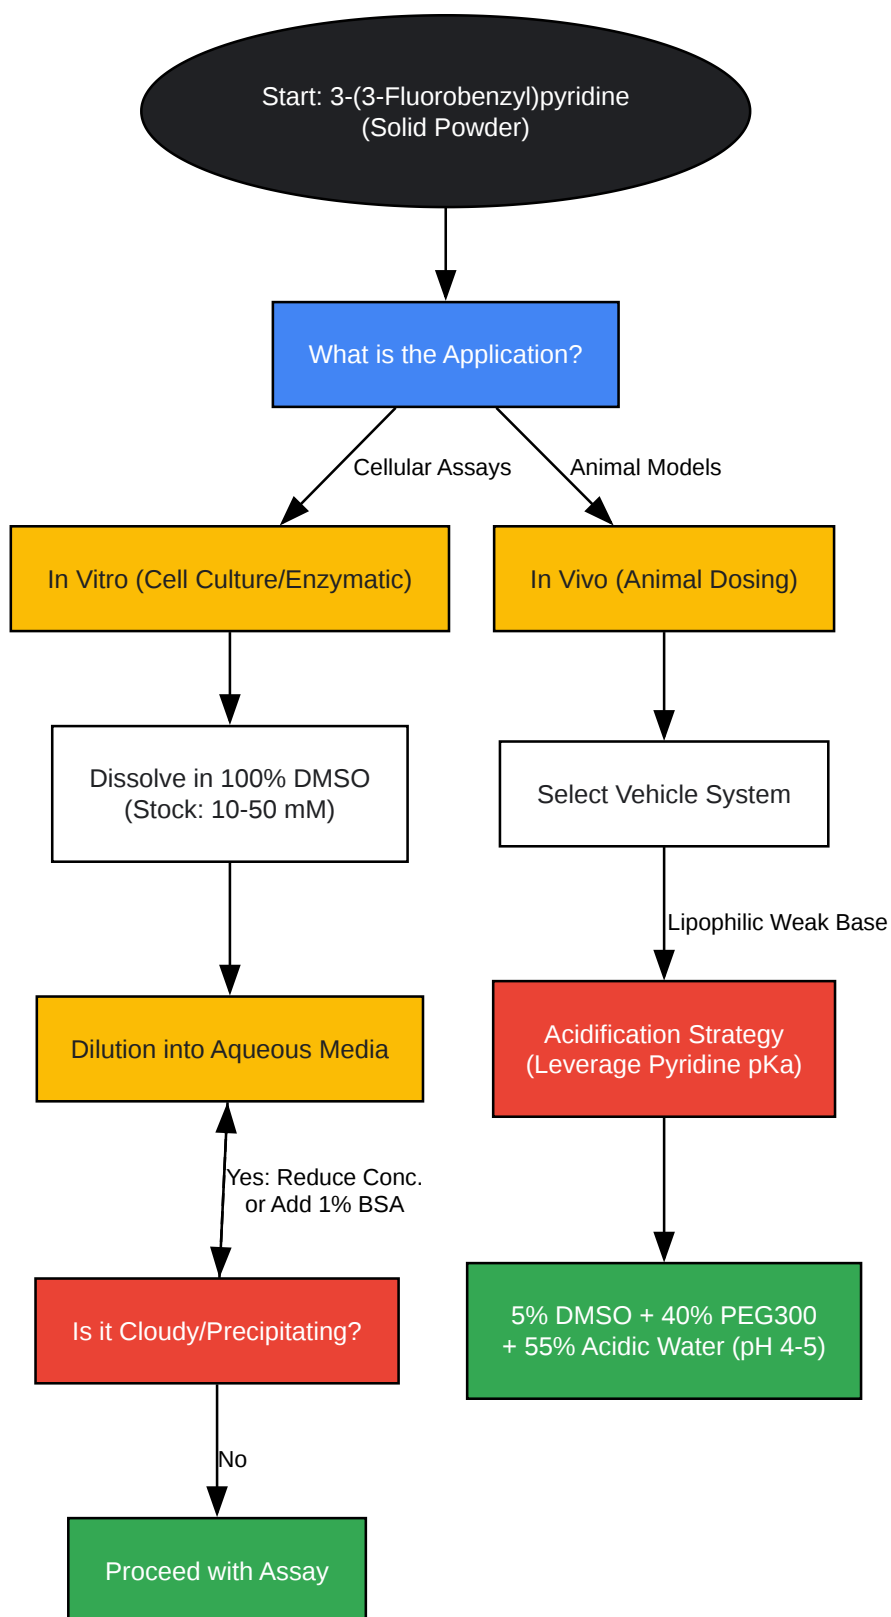 Start: 3-(3-Fluorobenzyl)pyridine
(Solid Powder)
What is the Application?
Cellular Assays
Animal Models
In Vitro (Cell Culture/Enzymatic)
In Vivo (Animal Dosing)
Dissolve in 100% DMSO
(Stock: 10-50 mM)
Select Vehicle System
Lipophilic Weak Base
Dilution into Aqueous Media
Acidification Strategy
(Leverage Pyridine pKa)
Yes: Reduce Conc.
or Add 1% BSA
Is it Cloudy/Precipitating?
5% DMSO + 40% PEG300
+ 55% Acidic Water (pH 4-5)
No
Proceed with Assay